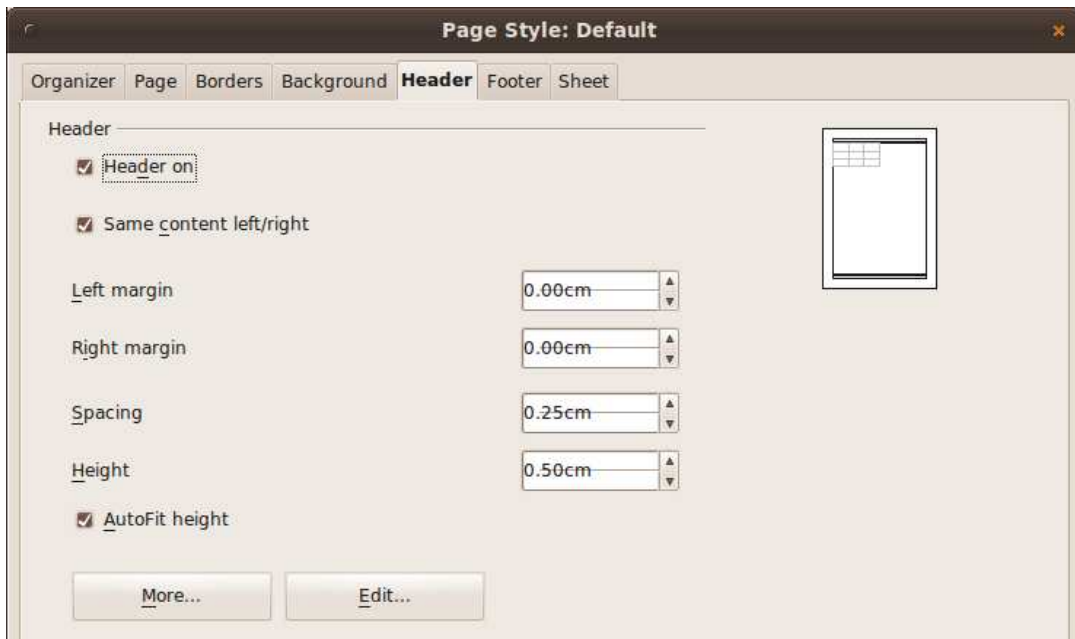 Page Style: Default
Organizer Page Borders Background Header Footer Sheet
Header
Header on
Same content left/right
Left margin 0.00cm
Right margin 0.00cm
Spacing 0.25cm
Height 0.50cm
AutoFit height
More... Edit...